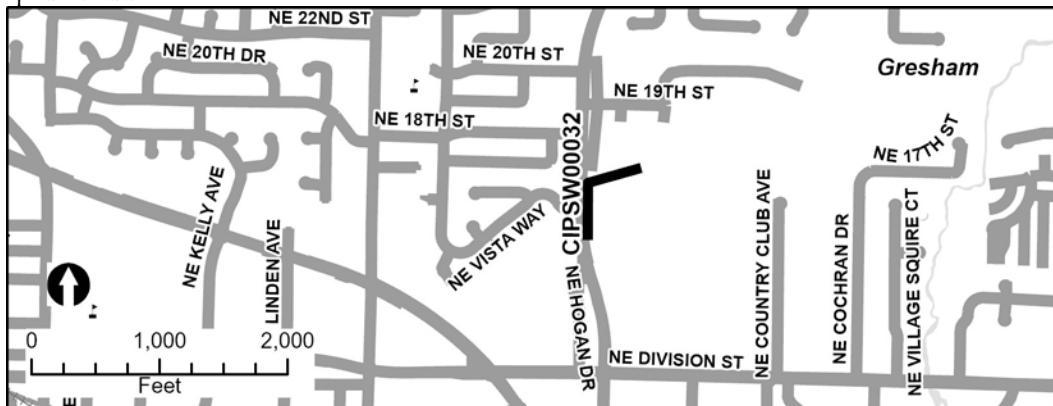 NE 22ND ST
NE 20TH DR
NE 20TH ST
Gresham
NE 19TH ST
NE 18TH ST
CIPSW00032
NE 17TH ST
NE KELLY AVE
LINDEN AVE
NE VISTA WAY
NE HOGAN DR
NE COUNTRY CLUB AVE
NE COCHRAN DR
NE VILLAGE SQUIRE CT
NE DIVISION ST
0 1,000 2,000
Feet
E